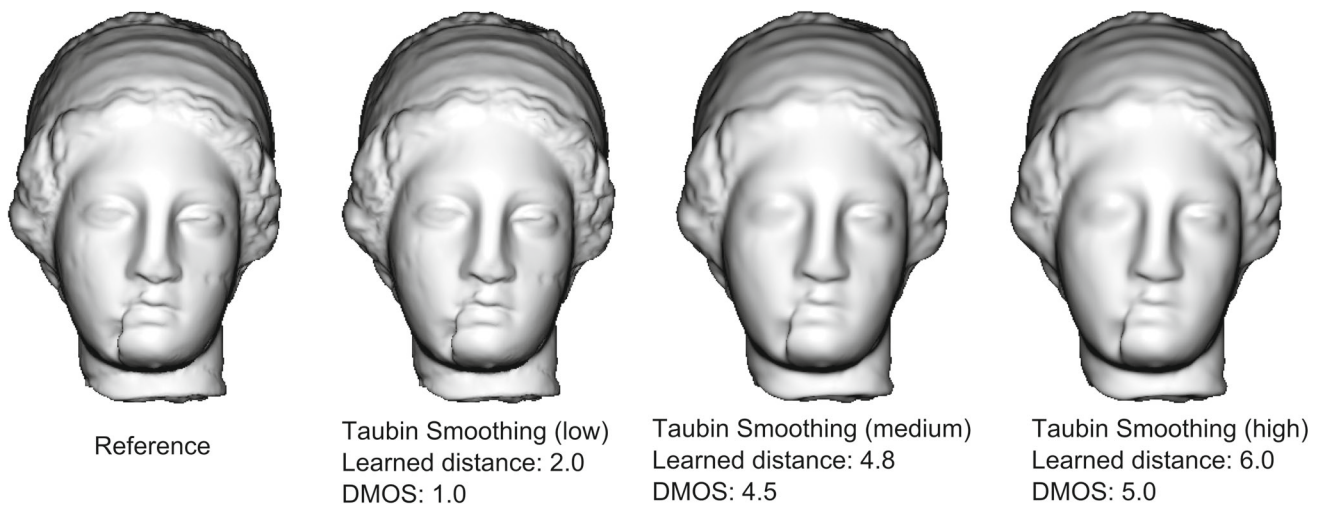 Reference
Taubin Smoothing (low)
Learned distance: 2.0
DMOS: 1.0
Taubin Smoothing (medium)
Learned distance: 4.8
DMOS: 4.5
Taubin Smoothing (high)
Learned distance: 6.0
DMOS: 5.0